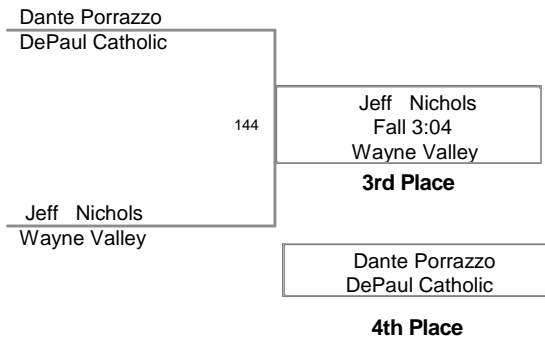 Dante Porrazzo
DePaul Catholic
144
Jeff Nichols
Fall 3:04
Wayne Valley
3rd Place
Jeff Nichols
Wayne Valley
Dante Porrazzo
DePaul Catholic
4th Place